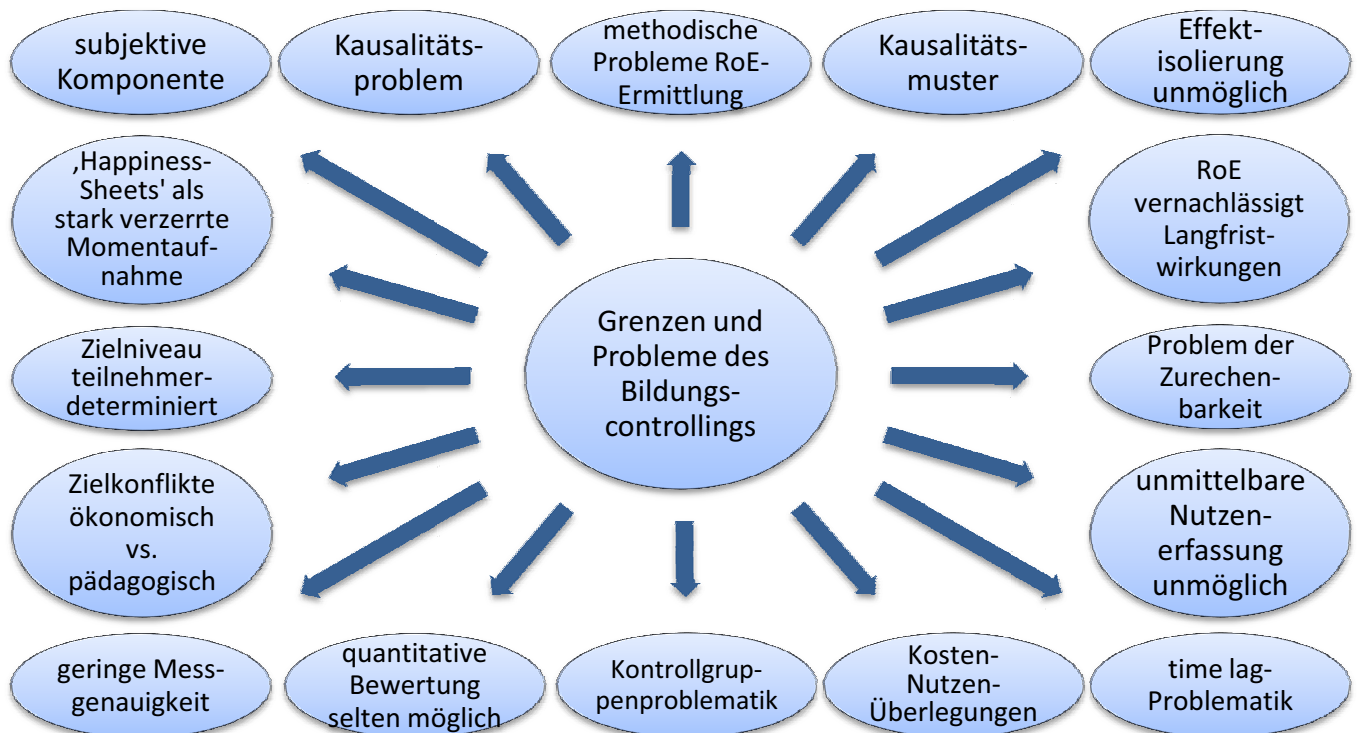 subjektive
Komponente
Kausalitäts-
problem
methodische
Probleme RoE-
Ermittlung
Kausalitäts-
muster
Effekt-
isolierung
unmöglich
‚Happiness-
Sheets' als
stark verzerrte
Momentauf-
nahme
RoE
vernachlässigt
Langfrist-
wirkungen
Grenzen und
Probleme des
Bildungs-
controllings
Zielniveau
teilnehmer-
determiniert
Problem der
Zurechen-
barkeit
Zielkonflikte
ökonomisch
vs.
pädagogisch
unmittelbare
Nutzen-
erfassung
unmöglich
geringe Mess-
genauigkeit
quantitative
Bewertung
selten möglich
Kontrollgrup-
penproblematik
Kosten-
Nutzen-
Überlegungen
time lag-
Problematik